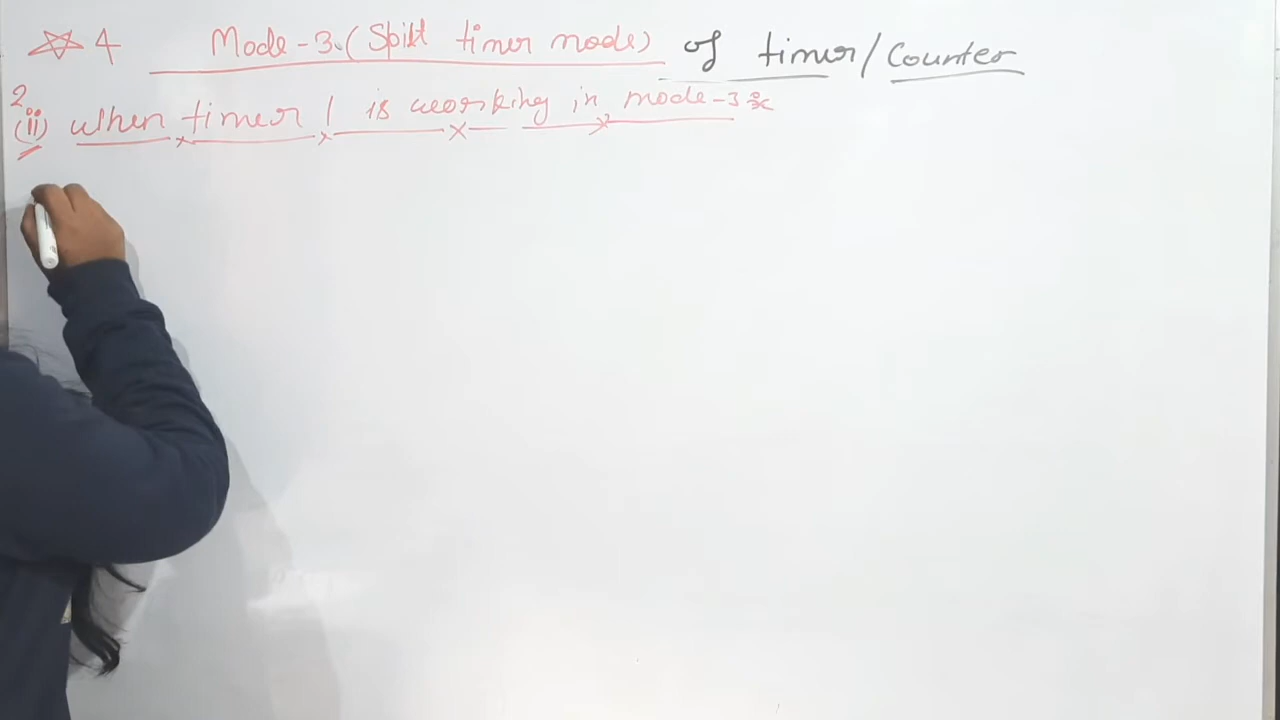 ☆ 4 Mode-3. (Split timer mode) of timer/Counter
2
(ii) when timer 1 is working in mode-3: